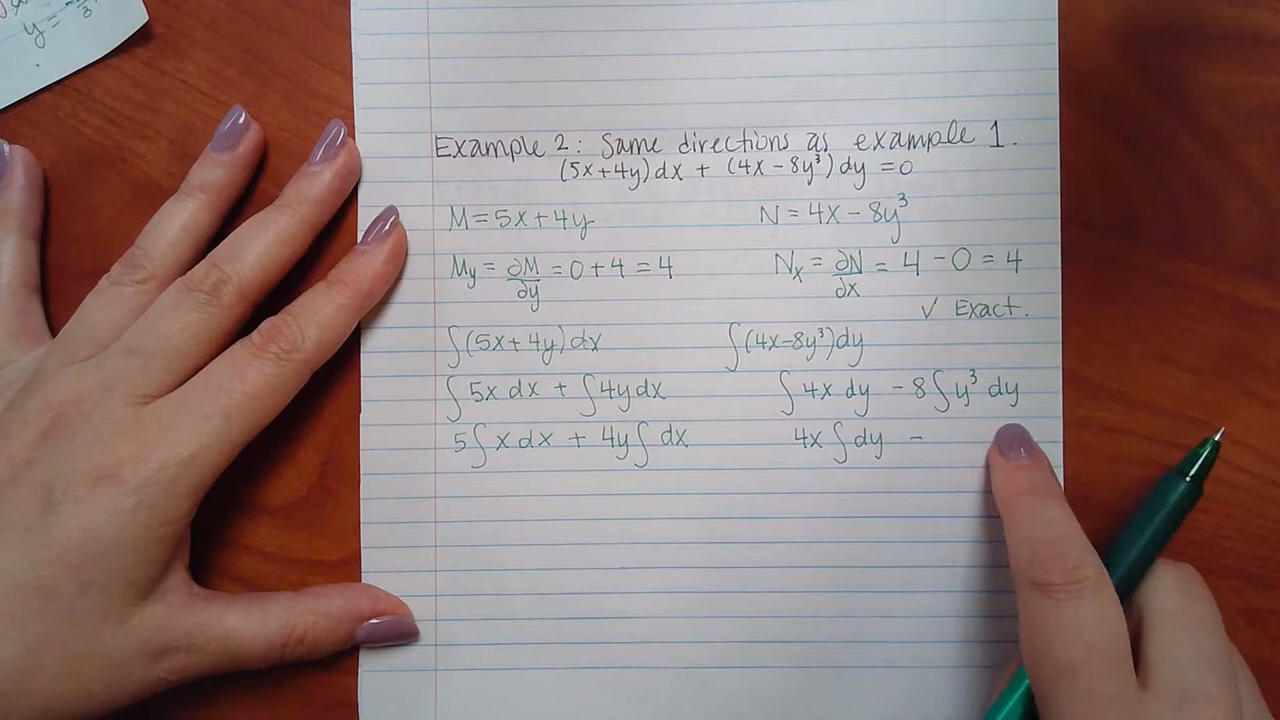 y =
Example 2: Same directions as example 1.
(5x+4y) dx + (4x - 8y³) dy = 0
M = 5x + 4y N = 4x - 8y³
My = ∂M/∂y = 0 + 4 = 4 Nx = ∂N/∂x = 4 - 0 = 4
✓ Exact.
∫(5x+4y)dx ∫(4x-8y³)dy
∫5x dx + ∫4y dx ∫4x dy - 8∫y³ dy
5∫x dx + 4y∫dx 4x∫dy -